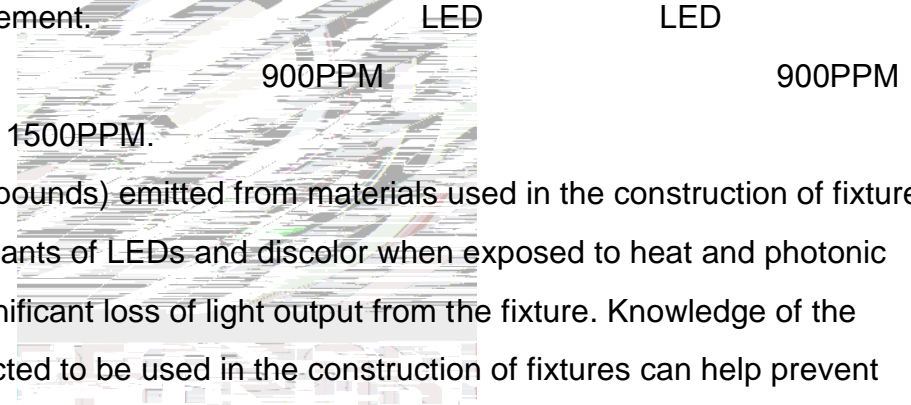 ement. LED LED
900PPM 900PPM
1500PPM.
pounds) emitted from materials used in the construction of fixture
ants of LEDs and discolor when exposed to heat and photonic
nificant loss of light output from the fixture. Knowledge of the
cted to be used in the construction of fixtures can help prevent